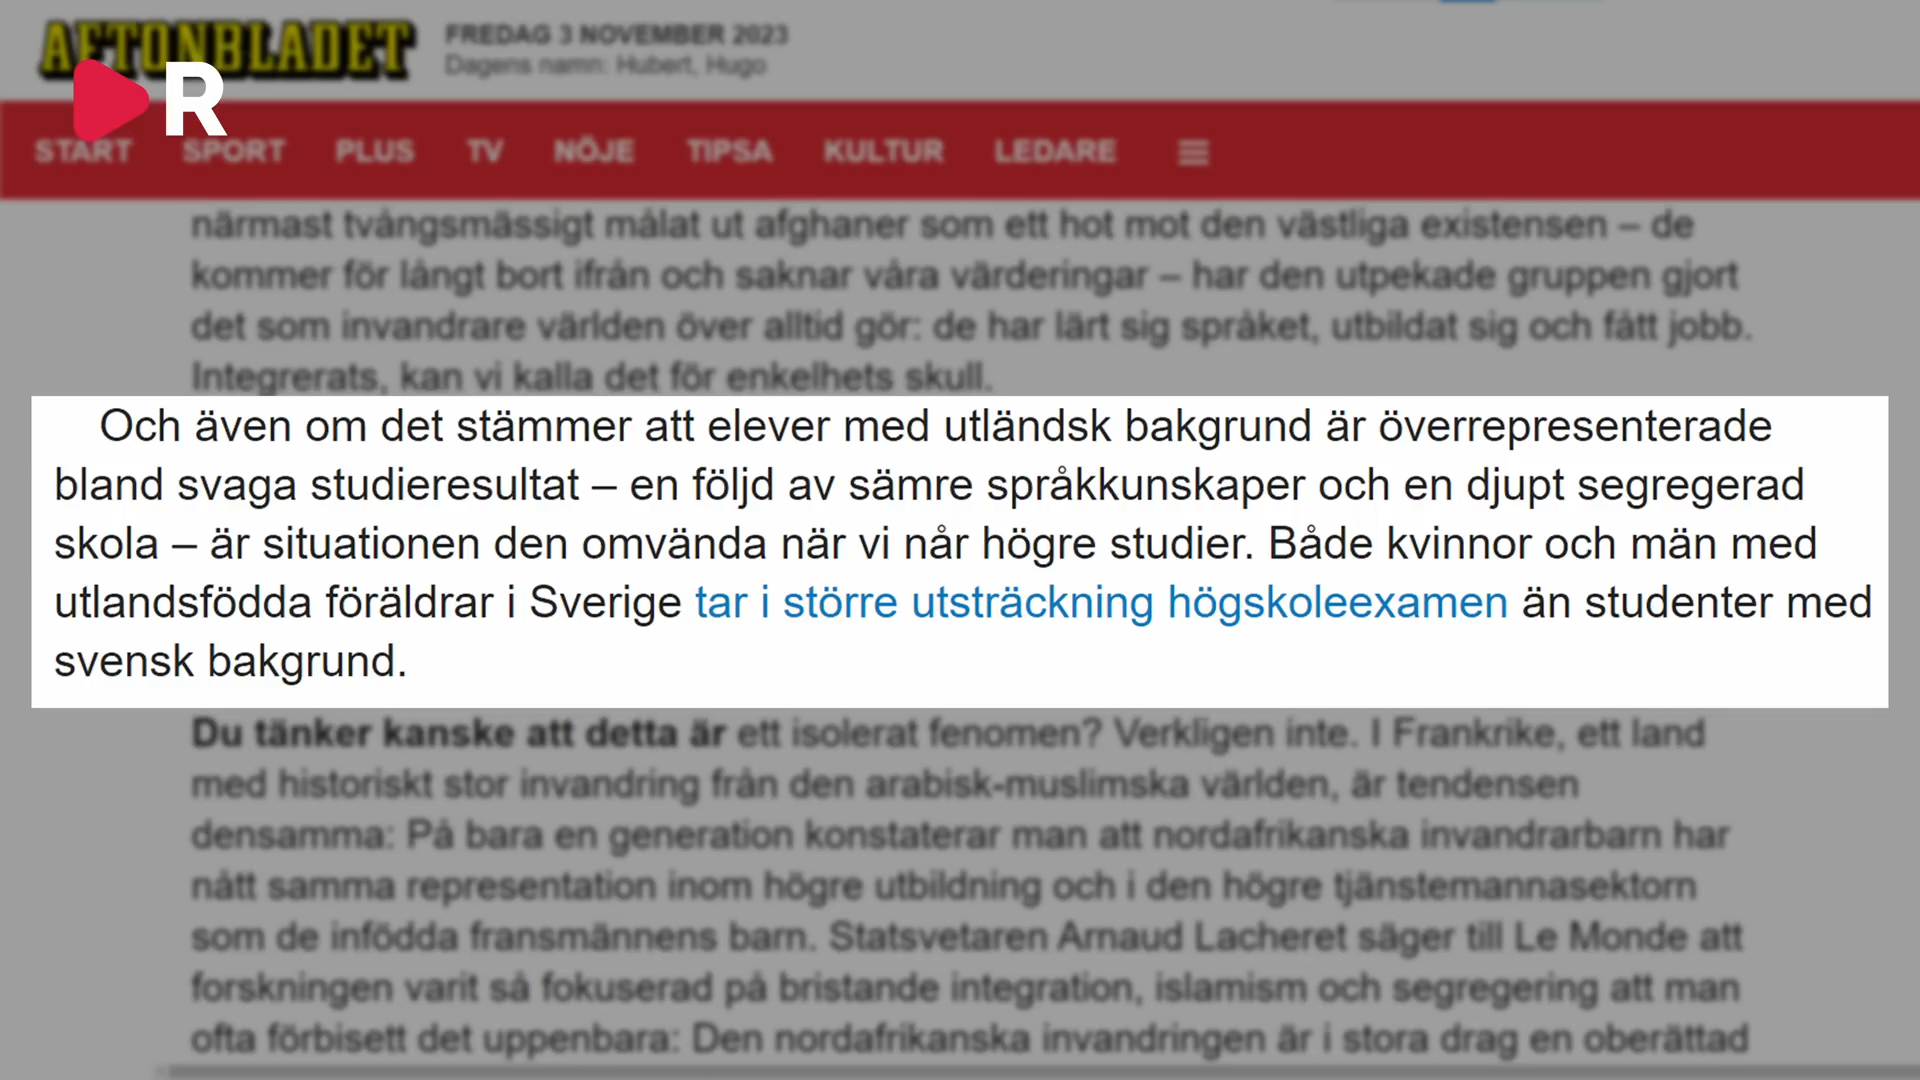 AFTONBLADET
FREDAG 3 NOVEMBER 2023
Dagens namn: Hubert, Hugo
R
START SPORT PLUS TV NÖJE TIPSA KULTUR LEDARE
närmast tvångsmässigt målat ut afghaner som ett hot mot den västliga existensen – de
kommer för långt bort ifrån och saknar våra värderingar – har den utpekade gruppen gjort
det som invandrare världen över alltid gör: de har lärt sig språket, utbildat sig och fått jobb.
Integrerats, kan vi kalla det för enkelhets skull.
Och även om det stämmer att elever med utländsk bakgrund är överrepresenterade
bland svaga studieresultat – en följd av sämre språkkunskaper och en djupt segregerad
skola – är situationen den omvända när vi når högre studier. Både kvinnor och män med
utlandsfödda föräldrar i Sverige tar i större utsträckning högskoleexamen än studenter med
svensk bakgrund.
Du tänker kanske att detta är ett isolerat fenomen? Verkligen inte. I Frankrike, ett land
med historiskt stor invandring från den arabisk-muslimska världen, är tendensen
densamma: På bara en generation konstaterar man att nordafrikanska invandrarbarn har
nått samma representation inom högre utbildning och i den högre tjänstemannasektorn
som de infödda fransmännens barn. Statsvetaren Arnaud Lacheret säger till Le Monde att
forskningen varit så fokuserad på bristande integration, islamism och segregering att man
ofta förbisett det uppenbara: Den nordafrikanska invandringen är i stora drag en oberättad